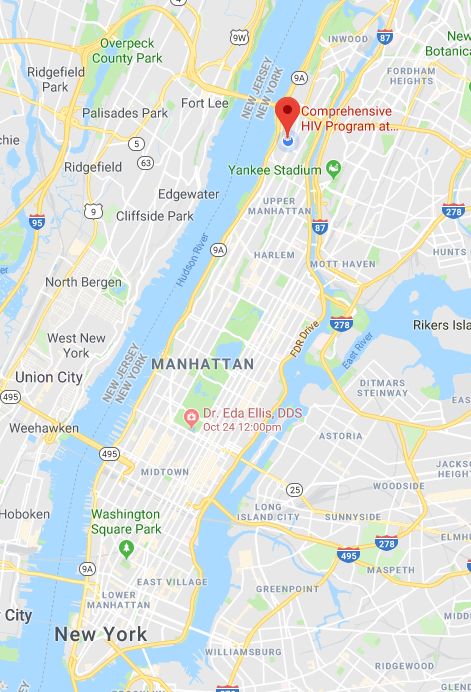 4
87
9W
INWOOD
New
Botanica
Overpeck
County Park
NEW JERSEY
NEW YORK
9A
FORDHAM
HEIGHTS
Ridgefield
Park
Fort Lee
Palisades Park
Comprehensive
HIV Program at...
5
63
Ridgefield
Yankee Stadium
Edgewater
9
Cliffside Park
UPPER
MANHATTAN
278
95
87
9A
HUNTS
Hudson River
HARLEM
MOTT HAVEN
North Bergen
278
Rikers Isla
FDR Drive
East River
West New
York
NEW JERSEY
NEW YORK
MANHATTAN
Union City
DITMARS
STEINWAY
495
EAS
Dr. Eda Ellis, DDS
Oct 24 12:00pm
Weehawken
ASTORIA
495
JACKS
HEIGH
MIDTOWN
WOODSIDE
25
Hoboken
Washington
Square Park
LONG
ISLAND CITY
SUNNYSIDE
278
ELMHU
495
9A
MASPETH
EAST VILLAGE
GREENPOINT
LOWER
MANHATTAN
City
MIDD
New York
WILLIAMSBURG
RIDGEWOOD
278